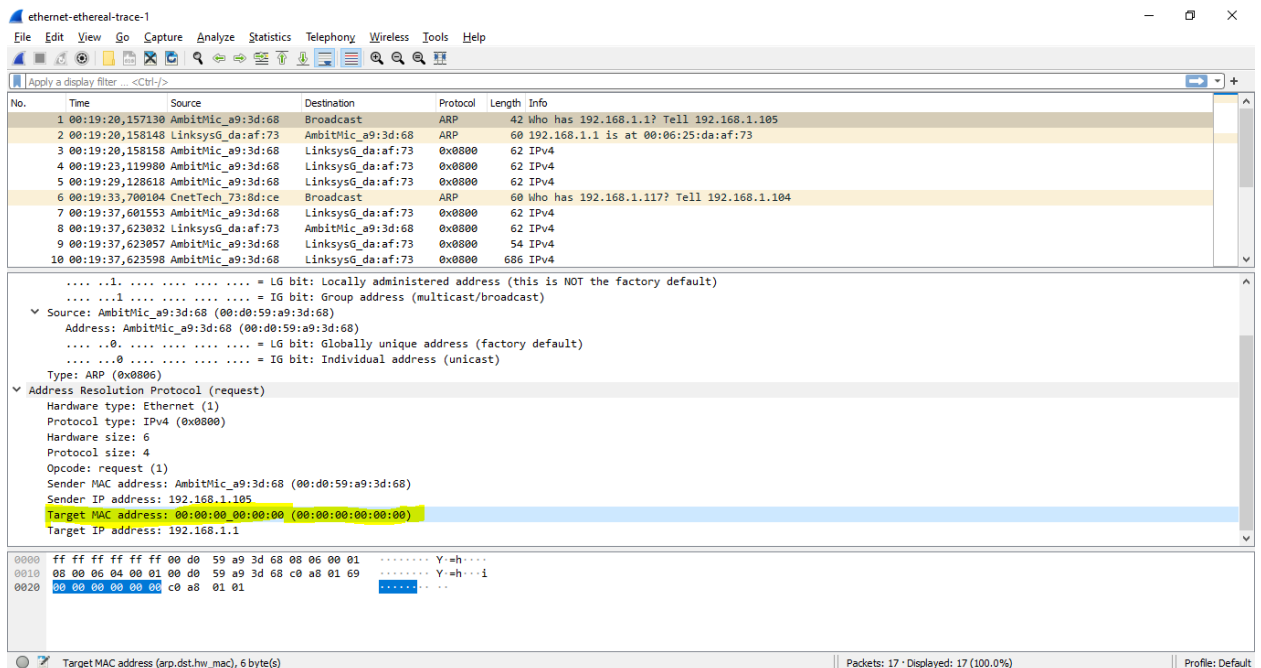 ethernet-ethereal-trace-1
File Edit View Go Capture Analyze Statistics Telephony Wireless Tools Help
Apply a display filter ... <Ctrl-/>
No. Time Source Destination Protocol Length Info
1 00:19:20,157130 AmbitMic_a9:3d:68 Broadcast ARP 42 Who has 192.168.1.1? Tell 192.168.1.105
2 00:19:20,158148 LinksysG_da:af:73 AmbitMic_a9:3d:68 ARP 60 192.168.1.1 is at 00:06:25:da:af:73
3 00:19:20,158158 AmbitMic_a9:3d:68 LinksysG_da:af:73 0x0800 62 IPv4
4 00:19:23,119980 AmbitMic_a9:3d:68 LinksysG_da:af:73 0x0800 62 IPv4
5 00:19:29,128618 AmbitMic_a9:3d:68 LinksysG_da:af:73 0x0800 62 IPv4
6 00:19:33,700104 CnetTech_73:8d:ce Broadcast ARP 60 Who has 192.168.1.117? Tell 192.168.1.104
7 00:19:37,601553 AmbitMic_a9:3d:68 LinksysG_da:af:73 0x0800 62 IPv4
8 00:19:37,623032 LinksysG_da:af:73 AmbitMic_a9:3d:68 0x0800 62 IPv4
9 00:19:37,623057 AmbitMic_a9:3d:68 LinksysG_da:af:73 0x0800 54 IPv4
10 00:19:37,623598 AmbitMic_a9:3d:68 LinksysG_da:af:73 0x0800 686 IPv4
.... ..1. .... .... .... .... = LG bit: Locally administered address (this is NOT the factory default)
.... ...1 .... .... .... .... = IG bit: Group address (multicast/broadcast)
Source: AmbitMic_a9:3d:68 (00:d0:59:a9:3d:68)
Address: AmbitMic_a9:3d:68 (00:d0:59:a9:3d:68)
.... ..0. .... .... .... .... = LG bit: Globally unique address (factory default)
.... ...0 .... .... .... .... = IG bit: Individual address (unicast)
Type: ARP (0x0806)
Address Resolution Protocol (request)
Hardware type: Ethernet (1)
Protocol type: IPv4 (0x0800)
Hardware size: 6
Protocol size: 4
Opcode: request (1)
Sender MAC address: AmbitMic_a9:3d:68 (00:d0:59:a9:3d:68)
Sender IP address: 192.168.1.105
Target MAC address: 00:00:00_00:00:00 (00:00:00:00:00:00)
Target IP address: 192.168.1.1
0000 ff ff ff ff ff ff 00 d0 59 a9 3d 68 08 06 00 01 ········ Y·=h····
0010 08 00 06 04 00 01 00 d0 59 a9 3d 68 c0 a8 01 69 ········ Y·=h···i
0020 00 00 00 00 00 00 c0 a8 01 01 ········ ··
Target MAC address (arp.dst.hw_mac), 6 byte(s) Packets: 17 · Displayed: 17 (100.0%) Profile: Default